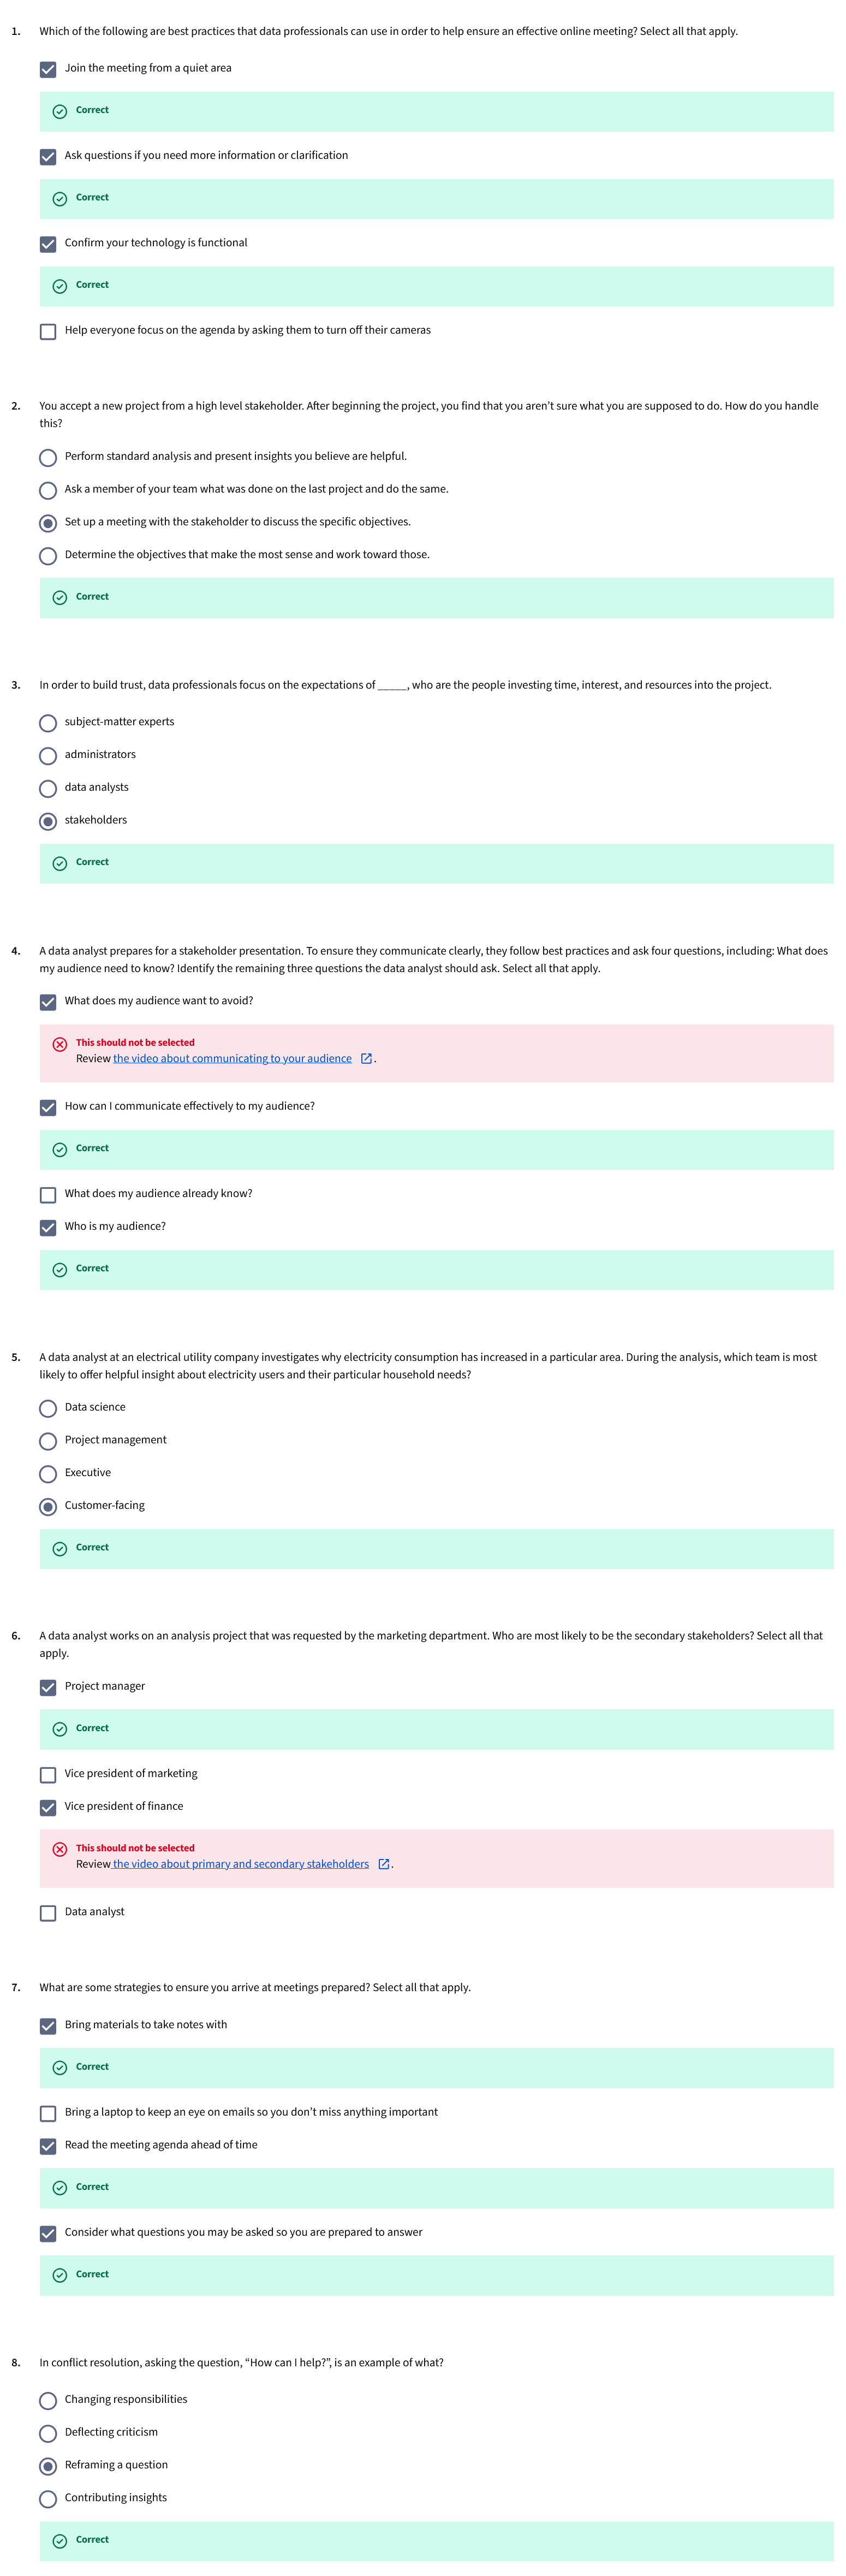 1. Which of the following are best practices that data professionals can use in order to help ensure an effective online meeting? Select all that apply.
Join the meeting from a quiet area
Correct
Ask questions if you need more information or clarification
Correct
Confirm your technology is functional
Correct
Help everyone focus on the agenda by asking them to turn off their cameras
2. You accept a new project from a high level stakeholder. After beginning the project, you find that you aren't sure what you are supposed to do. How do you handle
this?
Perform standard analysis and present insights you believe are helpful.
Ask a member of your team what was done on the last project and do the same.
Set up a meeting with the stakeholder to discuss the specific objectives.
Determine the objectives that make the most sense and work toward those.
Correct
3. In order to build trust, data professionals focus on the expectations of _____, who are the people investing time, interest, and resources into the project.
subject-matter experts
administrators
data analysts
stakeholders
Correct
4. A data analyst prepares for a stakeholder presentation. To ensure they communicate clearly, they follow best practices and ask four questions, including: What does
my audience need to know? Identify the remaining three questions the data analyst should ask. Select all that apply.
What does my audience want to avoid?
This should not be selected
Review the video about communicating to your audience .
How can I communicate effectively to my audience?
Correct
What does my audience already know?
Who is my audience?
Correct
5. A data analyst at an electrical utility company investigates why electricity consumption has increased in a particular area. During the analysis, which team is most
likely to offer helpful insight about electricity users and their particular household needs?
Data science
Project management
Executive
Customer-facing
Correct
6. A data analyst works on an analysis project that was requested by the marketing department. Who are most likely to be the secondary stakeholders? Select all that
apply.
Project manager
Correct
Vice president of marketing
Vice president of finance
This should not be selected
Review the video about primary and secondary stakeholders .
Data analyst
7. What are some strategies to ensure you arrive at meetings prepared? Select all that apply.
Bring materials to take notes with
Correct
Bring a laptop to keep an eye on emails so you don't miss anything important
Read the meeting agenda ahead of time
Correct
Consider what questions you may be asked so you are prepared to answer
Correct
8. In conflict resolution, asking the question, “How can I help?”, is an example of what?
Changing responsibilities
Deflecting criticism
Reframing a question
Contributing insights
Correct